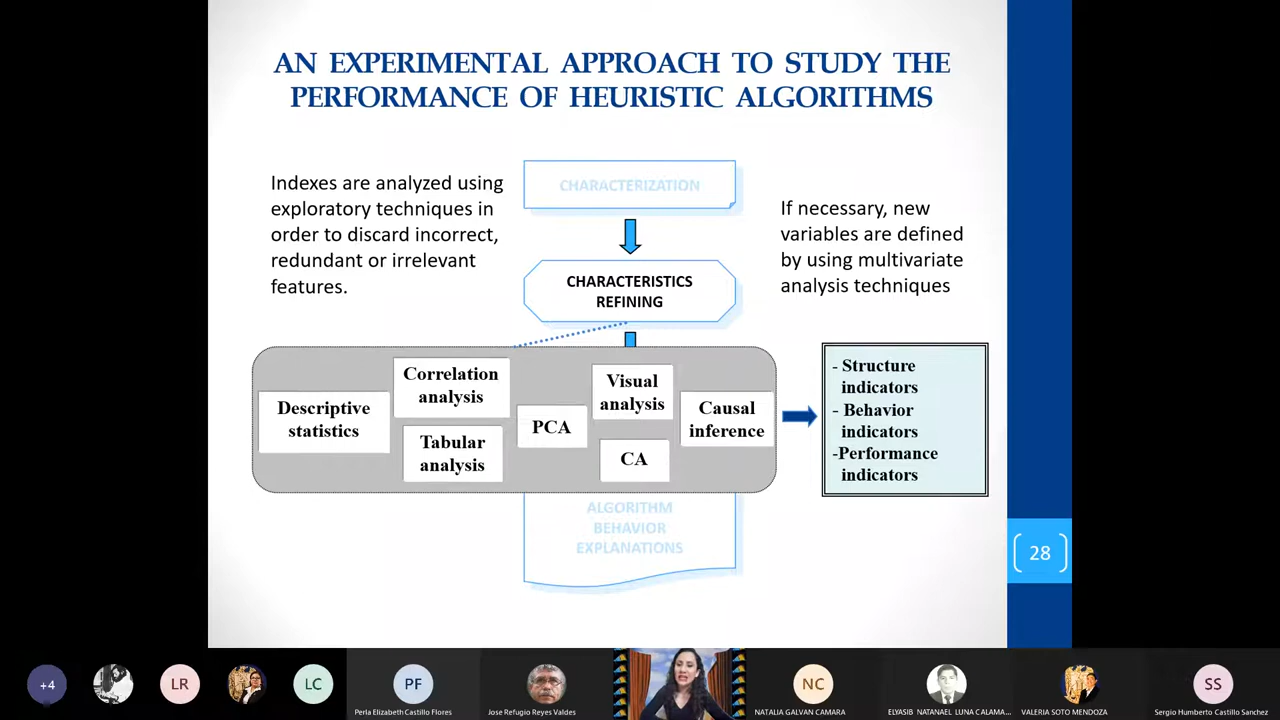 AN EXPERIMENTAL APPROACH TO STUDY THE
PERFORMANCE OF HEURISTIC ALGORITHMS
Indexes are analyzed using
exploratory techniques in
order to discard incorrect,
redundant or irrelevant
features.
CHARACTERIZATION
CHARACTERISTICS
REFINING
If necessary, new
variables are defined
by using multivariate
analysis techniques
Descriptive
statistics
Correlation
analysis
Tabular
analysis
PCA
Visual
analysis
CA
Causal
inference
- Structure
indicators
- Behavior
indicators
-Performance
indicators
ALGORITHM
BEHAVIOR
EXPLANATIONS
28
+4
LR
LC
PF
Perla Elizabeth Castillo Flores
Jose Refugio Reyes Valdes
NC
NATALIA GALVAN CAMARA
ELYASIB NATANAEL LUNA CALAMA...
VALERIA SOTO MENDOZA
SS
Sergio Humberto Castillo Sanchez